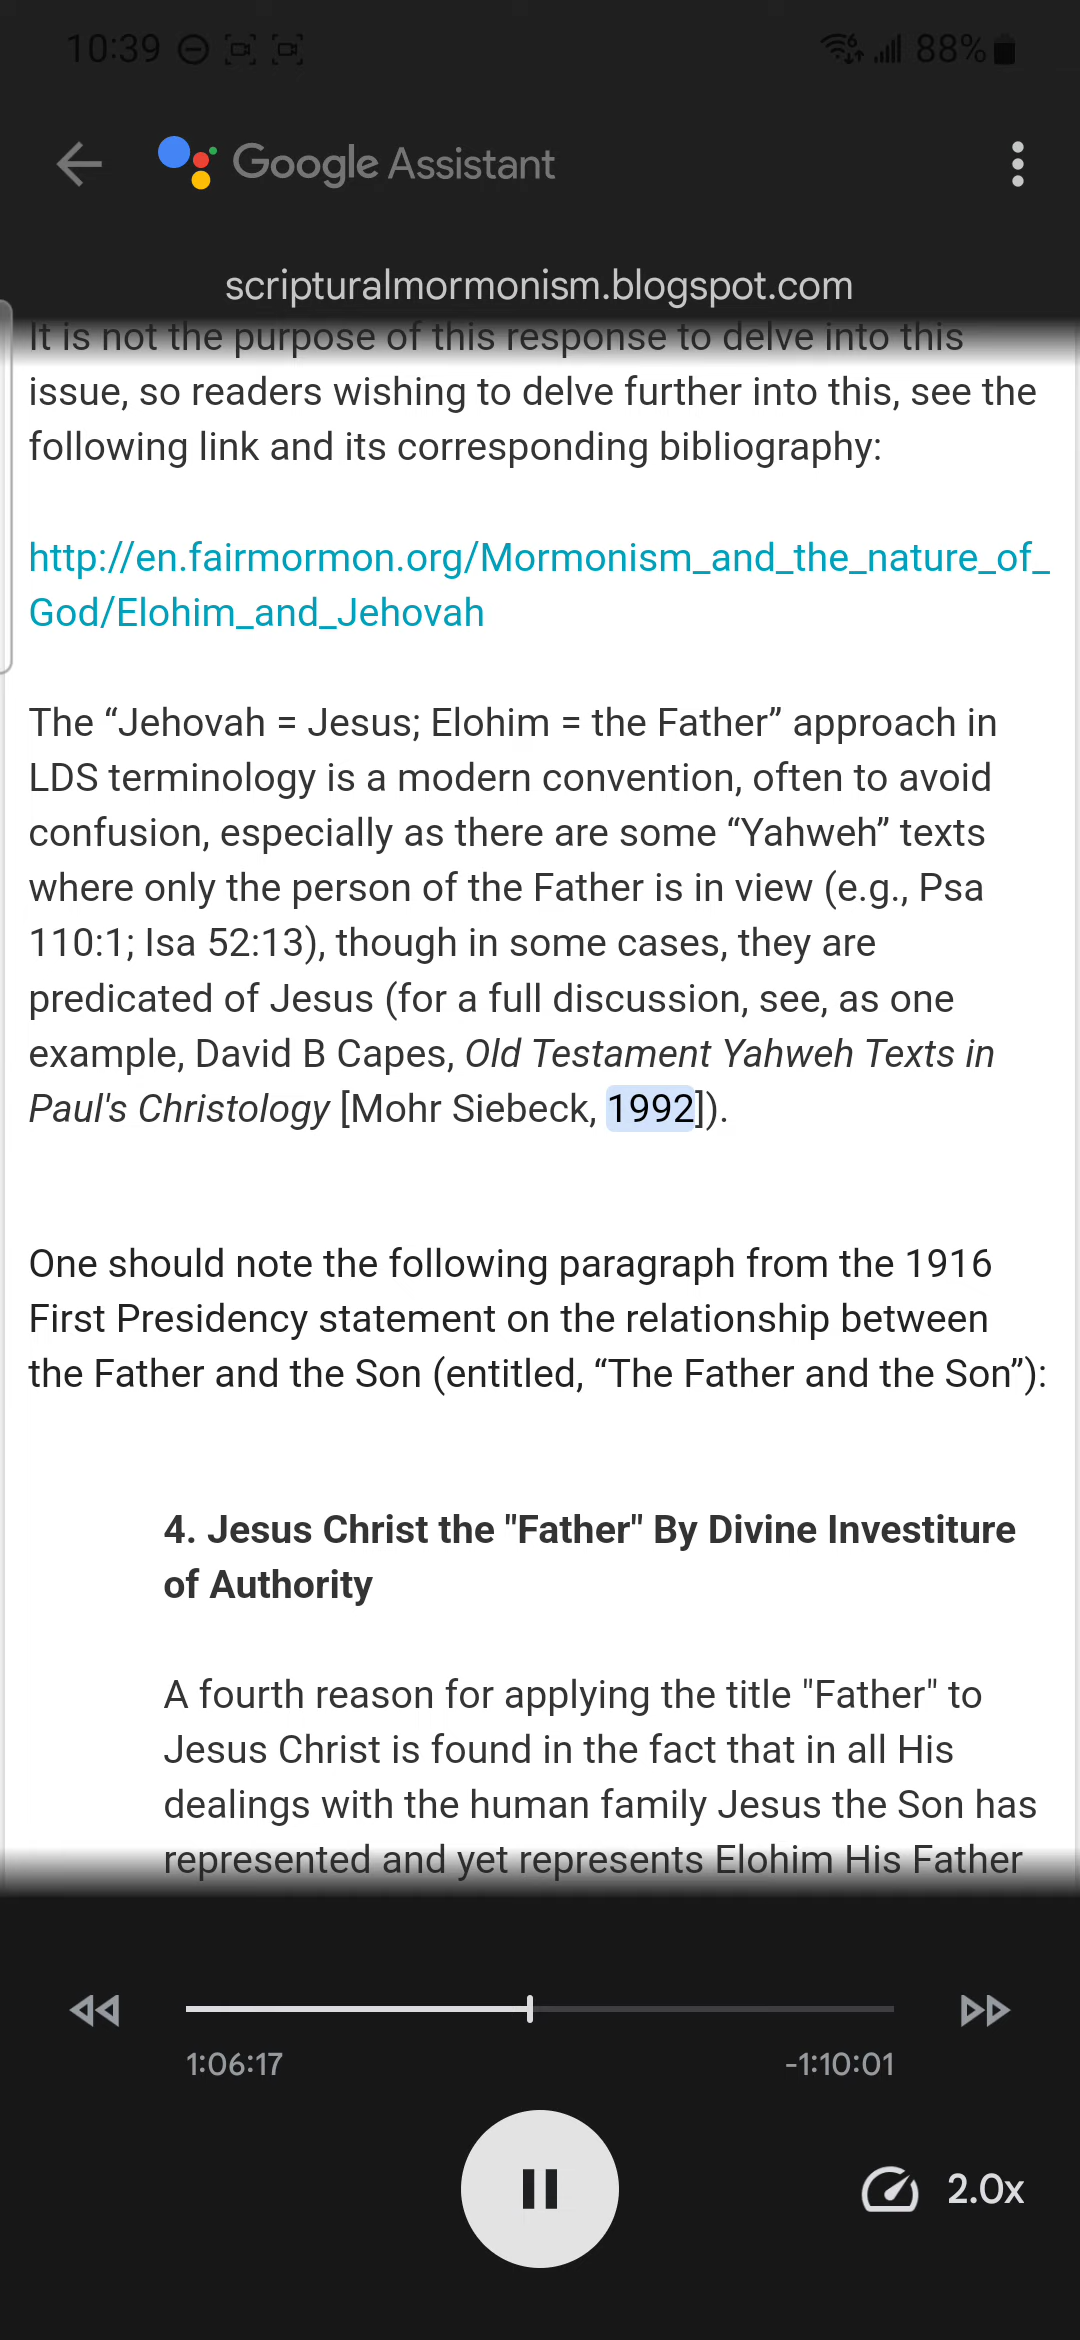 10:39
88%
Google Assistant
scripturalmormonism.blogspot.com
It is not the purpose of this response to delve into this
issue, so readers wishing to delve further into this, see the
following link and its corresponding bibliography:
http://en.fairmormon.org/Mormonism_and_the_nature_of_
God/Elohim_and_Jehovah
The “Jehovah = Jesus; Elohim = the Father” approach in
LDS terminology is a modern convention, often to avoid
confusion, especially as there are some “Yahweh” texts
where only the person of the Father is in view (e.g., Psa
110:1; Isa 52:13), though in some cases, they are
predicated of Jesus (for a full discussion, see, as one
example, David B Capes, Old Testament Yahweh Texts in
Paul's Christology [Mohr Siebeck, 1992]).
One should note the following paragraph from the 1916
First Presidency statement on the relationship between
the Father and the Son (entitled, “The Father and the Son”):
4. Jesus Christ the "Father" By Divine Investiture
of Authority
A fourth reason for applying the title "Father" to
Jesus Christ is found in the fact that in all His
dealings with the human family Jesus the Son has
represented and yet represents Elohim His Father
1:06:17
-1:10:01
2.0x